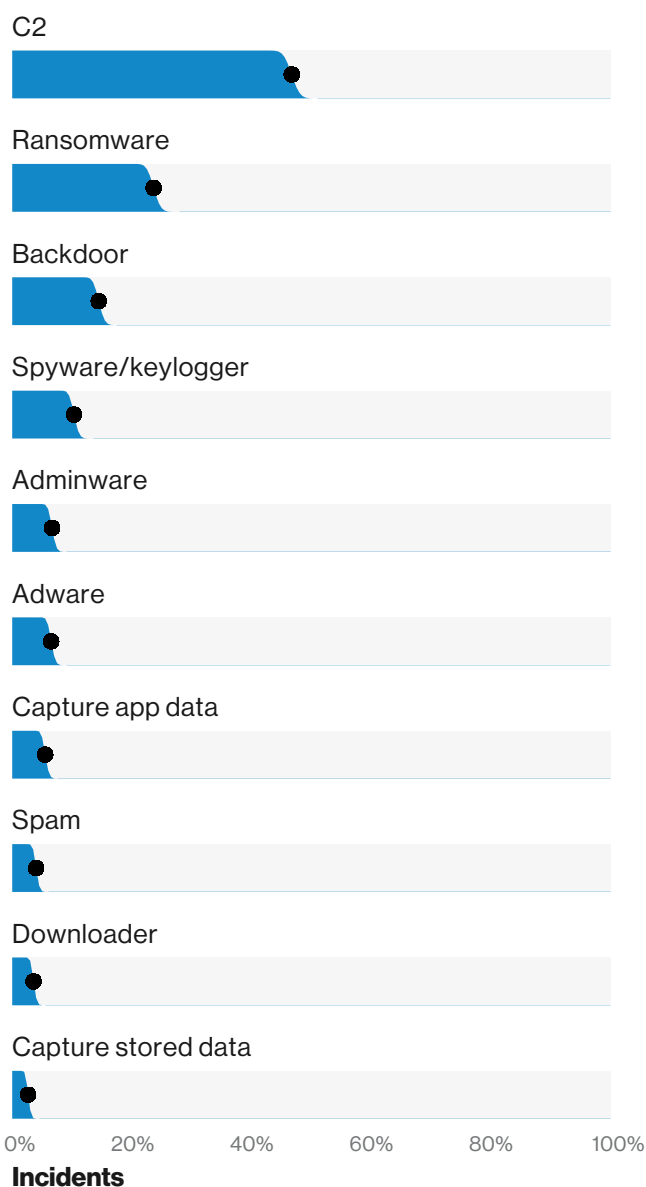 C2
Ransomware
Backdoor
Spyware/keylogger
Adminware
Adware
Capture app data
Spam
Downloader
Capture stored data
0% 20% 40% 60% 80% 100%
Incidents